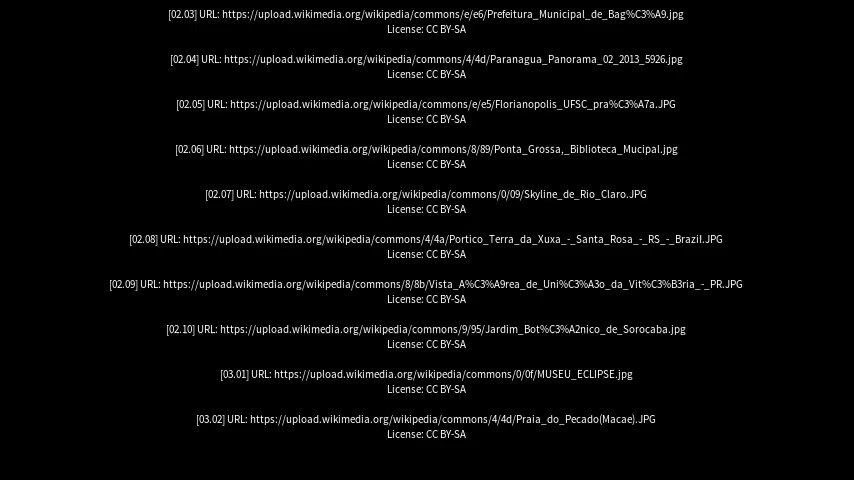 [02.03] URL: https://upload.wikimedia.org/wikipedia/commons/e/e6/Prefeitura_Municipal_de_Bag%C3%A9.jpg
License: CC BY-SA
[02.04] URL: https://upload.wikimedia.org/wikipedia/commons/4/4d/Paranagua_Panorama_02_2013_5926.jpg
License: CC BY-SA
[02.05] URL: https://upload.wikimedia.org/wikipedia/commons/e/e5/Florianopolis_UFSC_pra%C3%A7a.JPG
License: CC BY-SA
[02.06] URL: https://upload.wikimedia.org/wikipedia/commons/8/89/Ponta_Grossa,_Biblioteca_Mucipal.jpg
License: CC BY-SA
[02.07] URL: https://upload.wikimedia.org/wikipedia/commons/0/09/Skyline_de_Rio_Claro.JPG
License: CC BY-SA
[02.08] URL: https://upload.wikimedia.org/wikipedia/commons/4/4a/Portico_Terra_da_Xuxa_-_Santa_Rosa_-_RS_-_Brazil.JPG
License: CC BY-SA
[02.09] URL: https://upload.wikimedia.org/wikipedia/commons/8/8b/Vista_A%C3%A9rea_de_Uni%C3%A3o_da_Vit%C3%B3ria_-_PR.JPG
License: CC BY-SA
[02.10] URL: https://upload.wikimedia.org/wikipedia/commons/9/95/Jardim_Bot%C3%A2nico_de_Sorocaba.jpg
License: CC BY-SA
[03.01] URL: https://upload.wikimedia.org/wikipedia/commons/0/0f/MUSEU_ECLIPSE.jpg
License: CC BY-SA
[03.02] URL: https://upload.wikimedia.org/wikipedia/commons/4/4d/Praia_do_Pecado(Macae).JPG
License: CC BY-SA